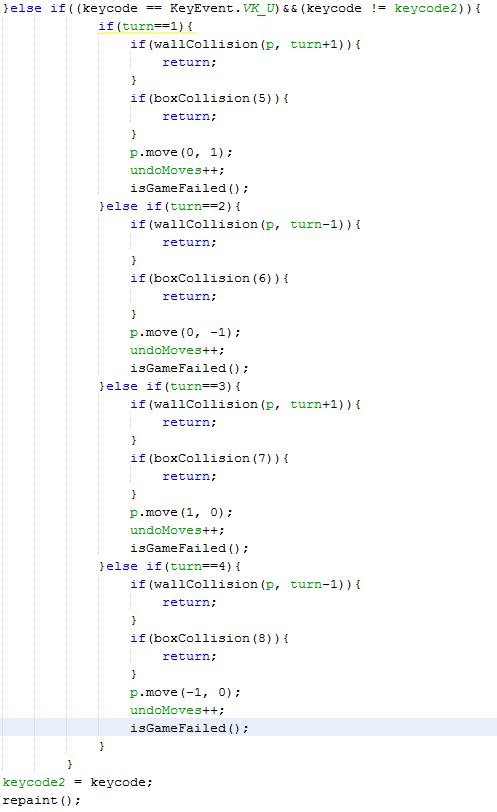 }else if((keycode == KeyEvent.VK_U)&&(keycode != keycode2)){
if(turn==1){
if(wallCollision(p, turn+1)){
return;
}
if(boxCollision(5)){
return;
}
p.move(0, 1);
undoMoves++;
isGameFailed();
}else if(turn==2){
if(wallCollision(p, turn-1)){
return;
}
if(boxCollision(6)){
return;
}
p.move(0, -1);
undoMoves++;
isGameFailed();
}else if(turn==3){
if(wallCollision(p, turn+1)){
return;
}
if(boxCollision(7)){
return;
}
p.move(1, 0);
undoMoves++;
isGameFailed();
}else if(turn==4){
if(wallCollision(p, turn-1)){
return;
}
if(boxCollision(8)){
return;
}
p.move(-1, 0);
undoMoves++;
isGameFailed();
}
}
keycode2 = keycode;
repaint();